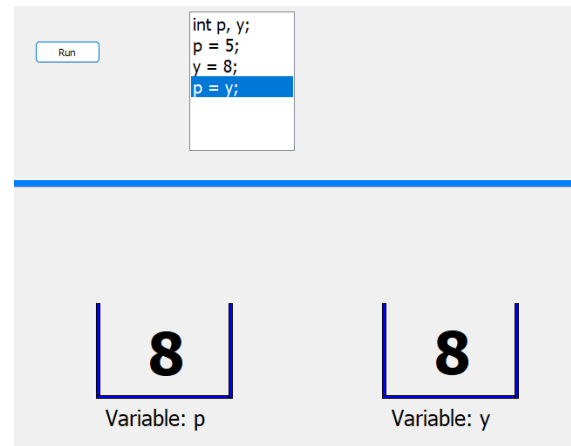 Run
int p, y;
p = 5;
y = 8;
p = y;
8
8
Variable: p
Variable: y